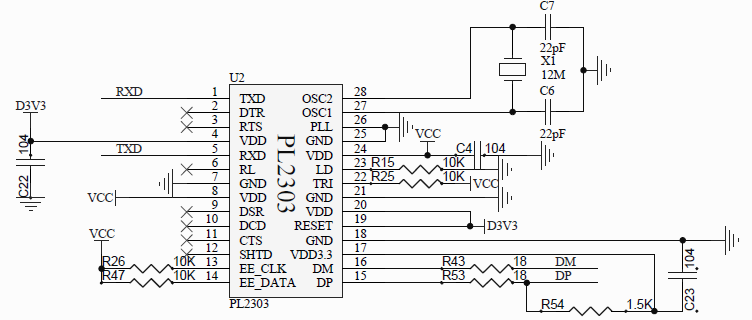 C7
22pF
X1
12M
C6
22pF
U2
RXD 1 TXD OSC2 28
D3V3 2 DTR OSC1 27
3 RTS PLL 26
104 4 VDD GND 25 VCC
TXD 5 RXD VDD 24 C4 104
6 RL LD 23 R15 10K
C22 7 GND TRI 22 R25 10K VCC
VCC 8 VDD GND 21
9 DSR VDD 20
10 DCD RESET 19 D3V3
VCC 11 CTS GND 18
12 SHTD VDD3.3 17 104
R26 10K 13 EE_CLK DM 16 R43 18 DM
R47 10K 14 EE_DATA DP 15 R53 18 DP
PL2303
PL2303
R54 1.5K C23